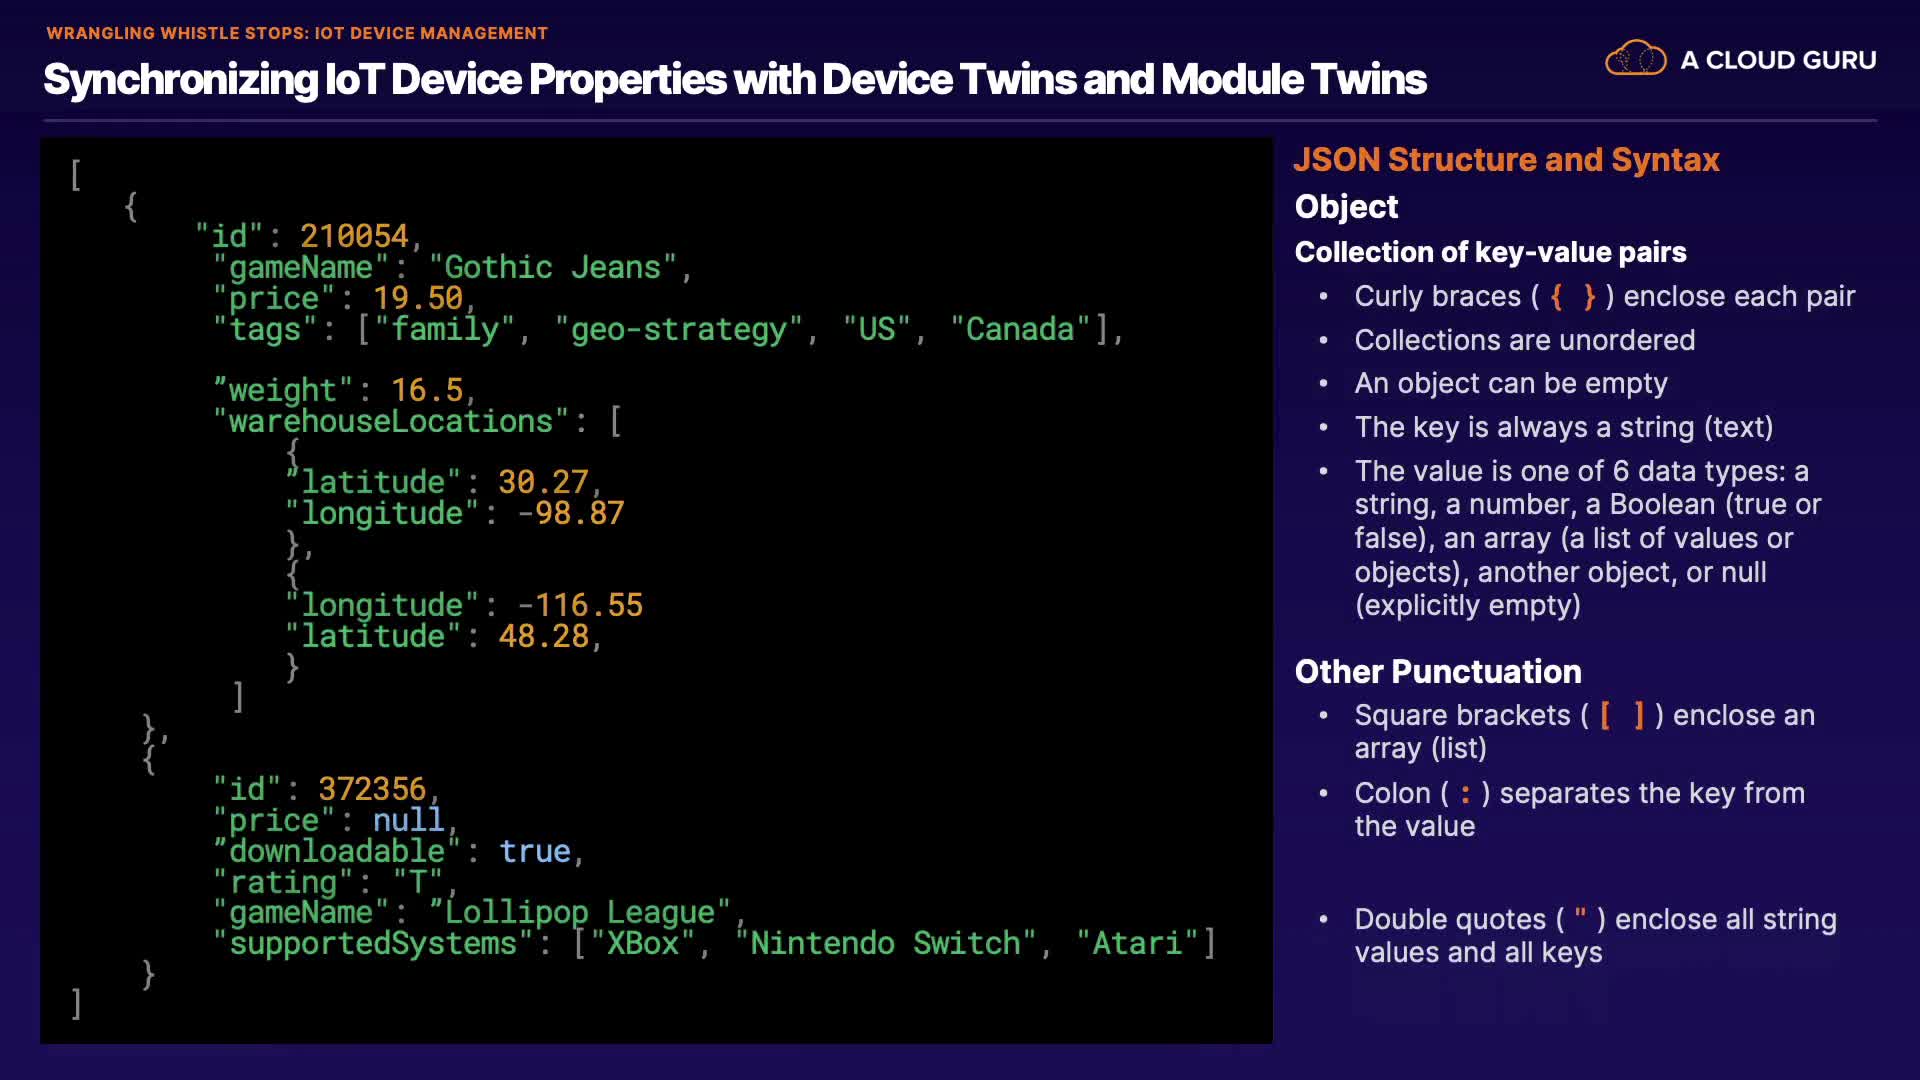 WRANGLING WHISTLE STOPS: IOT DEVICE MANAGEMENT
Synchronizing IoT Device Properties with Device Twins and Module Twins
A CLOUD GURU
[
{
"id": 210054,
"gameName": "Gothic Jeans",
"price": 19.50,
"tags": ["family", "geo-strategy", "US", "Canada"],
”weight": 16.5,
"warehouseLocations": [
{
”latitude": 30.27,
"longitude": -98.87
},
{
"longitude": -116.55
"latitude": 48.28,
}
]
},
{
"id": 372356,
"price": null,
”downloadable": true,
"rating": "T",
"gameName": ”Lollipop League",
"supportedSystems": ["XBox", "Nintendo Switch", "Atari"]
}
]
JSON Structure and Syntax
Object
Collection of key-value pairs
• Curly braces ( { } ) enclose each pair
• Collections are unordered
• An object can be empty
• The key is always a string (text)
• The value is one of 6 data types: a
string, a number, a Boolean (true or
false), an array (a list of values or
objects), another object, or null
(explicitly empty)
Other Punctuation
• Square brackets ( [ ] ) enclose an
array (list)
• Colon ( : ) separates the key from
the value
• Double quotes ( " ) enclose all string
values and all keys